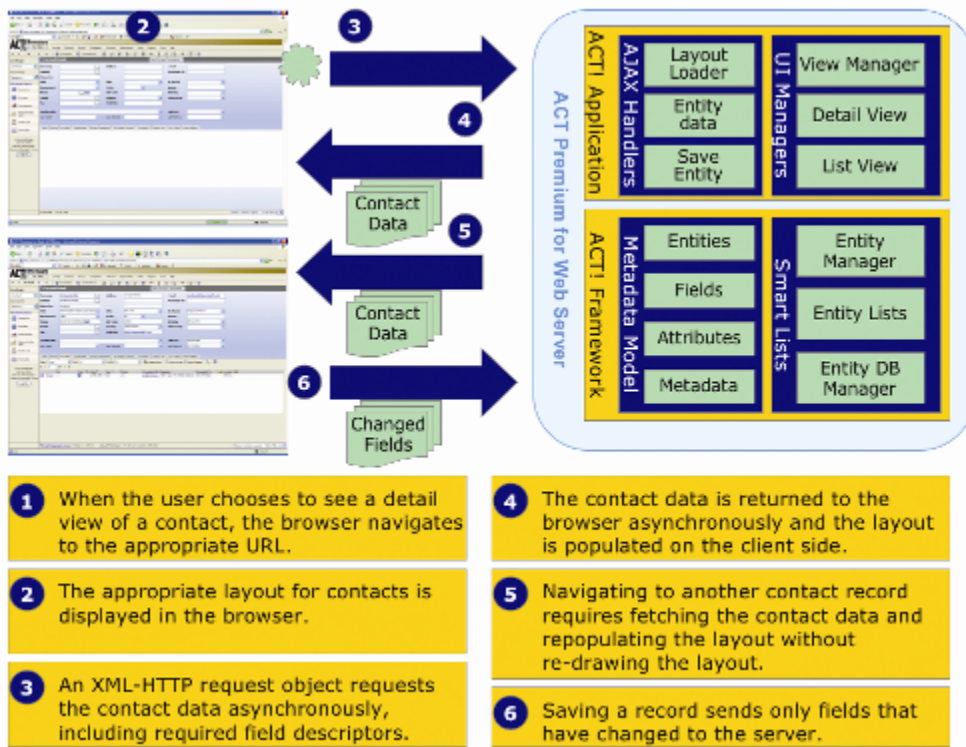 2
3
ACT!
4
Contact
Data
5
Contact
Data
6
Changed
Fields
ACT Premium for Web Server
ACT! Application
AJAX Handlers
Layout
Loader
Entity
data
Save
Entity
UI Managers
View Manager
Detail View
List View
ACT! Framework
Metadata Model
Entities
Fields
Attributes
Metadata
Smart Lists
Entity
Manager
Entity Lists
Entity DB
Manager
1
When the user chooses to see a detail
view of a contact, the browser navigates
to the appropriate URL.
2
The appropriate layout for contacts is
displayed in the browser.
3
An XML-HTTP request object requests
the contact data asynchronously,
including required field descriptors.
4
The contact data is returned to the
browser asynchronously and the layout
is populated on the client side.
5
Navigating to another contact record
requires fetching the contact data and
repopulating the layout without
re-drawing the layout.
6
Saving a record sends only fields that
have changed to the server.